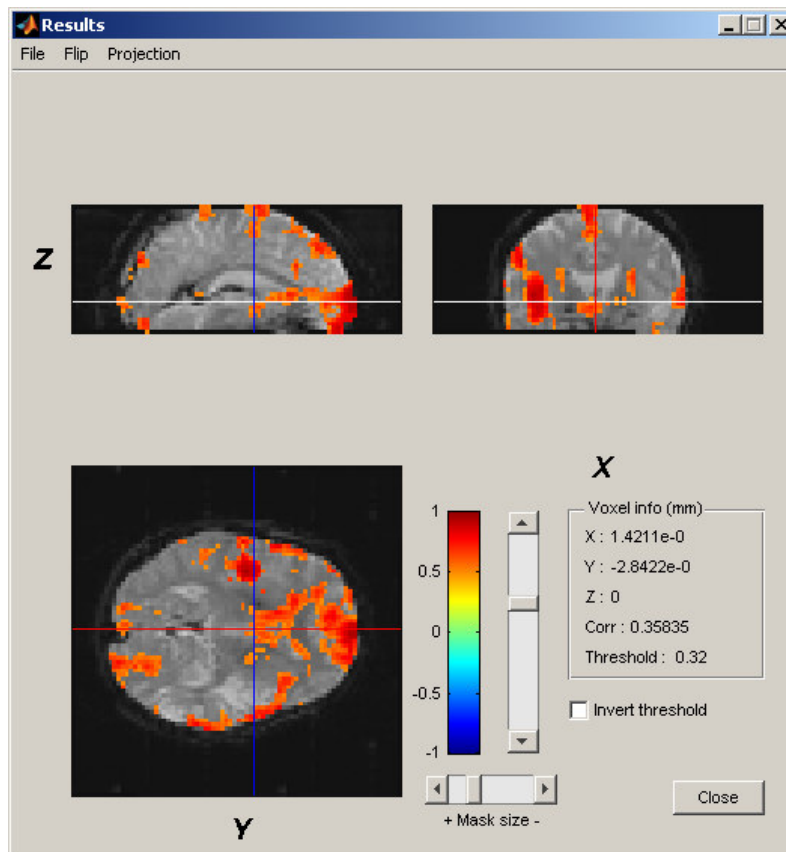 Results
File Flip Projection
Z
X
Y
1
0.5
0
-0.5
-1
Voxel info (mm)
X : 1.4211e-0
Y : -2.8422e-0
Z : 0
Corr : 0.35835
Threshold : 0.32
Invert threshold
+ Mask size -
Close